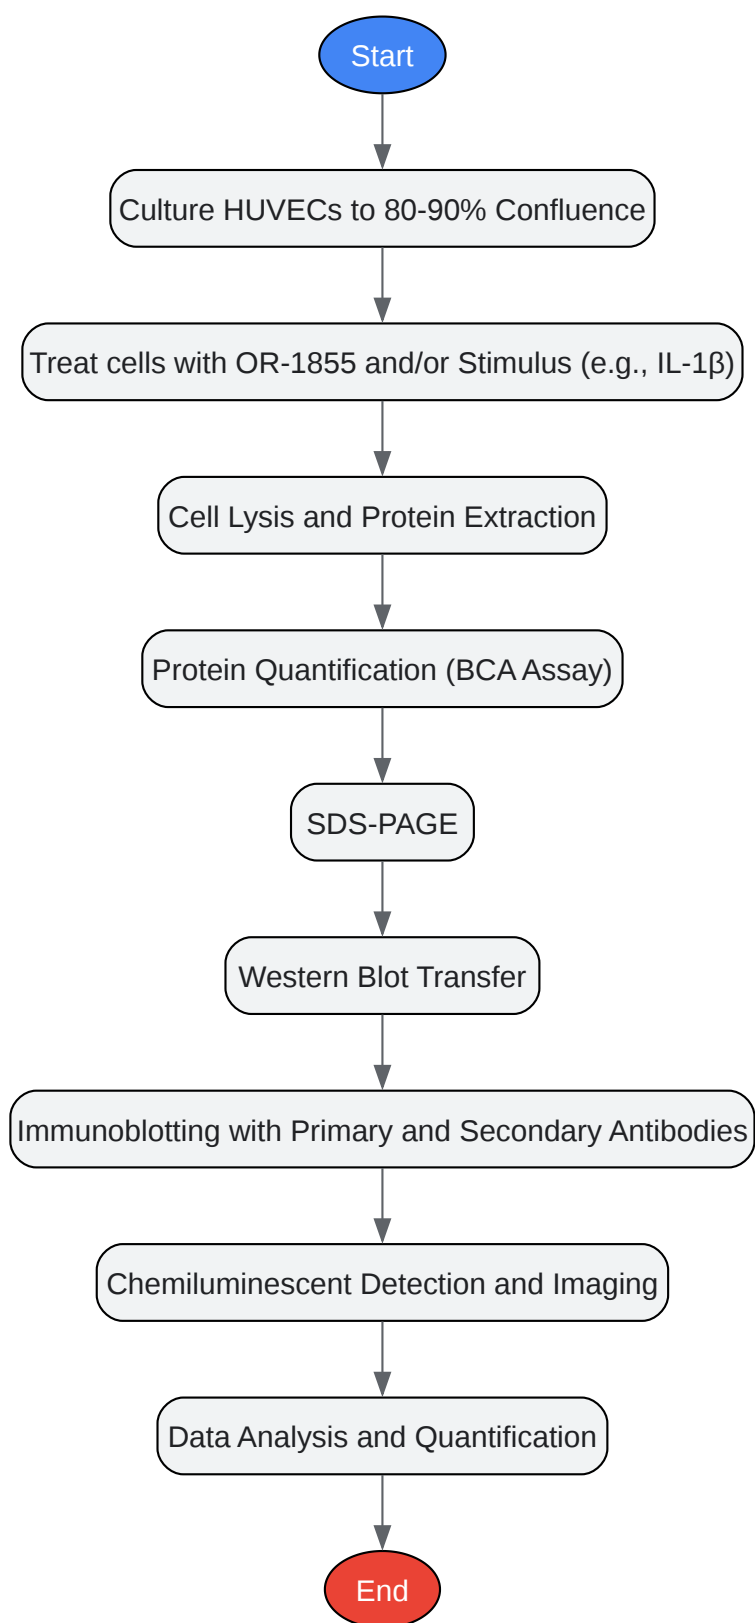 Start
Culture HUVECs to 80-90% Confluence
Treat cells with OR-1855 and/or Stimulus (e.g., IL-1β)
Cell Lysis and Protein Extraction
Protein Quantification (BCA Assay)
SDS-PAGE
Western Blot Transfer
Immunoblotting with Primary and Secondary Antibodies
Chemiluminescent Detection and Imaging
Data Analysis and Quantification
End